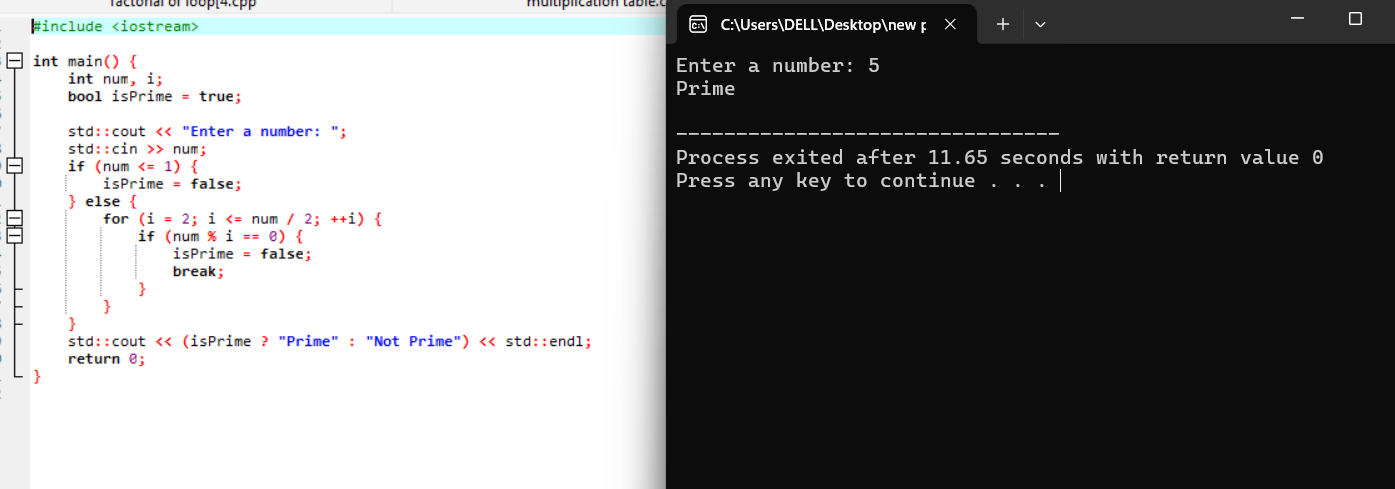 factorial of loop[4.cpp
multiplication table.c
#include <iostream>
int main() {
    int num, i;
    bool isPrime = true;

    std::cout << "Enter a number: ";
    std::cin >> num;
    if (num <= 1) {
        isPrime = false;
    } else {
        for (i = 2; i <= num / 2; ++i) {
            if (num % i == 0) {
                isPrime = false;
                break;
            }
        }
    }
    std::cout << (isPrime ? "Prime" : "Not Prime") << std::endl;
    return 0;
}
C:\Users\DELL\Desktop\new p
Enter a number: 5
Prime
--------------------------------
Process exited after 11.65 seconds with return value 0
Press any key to continue . . .